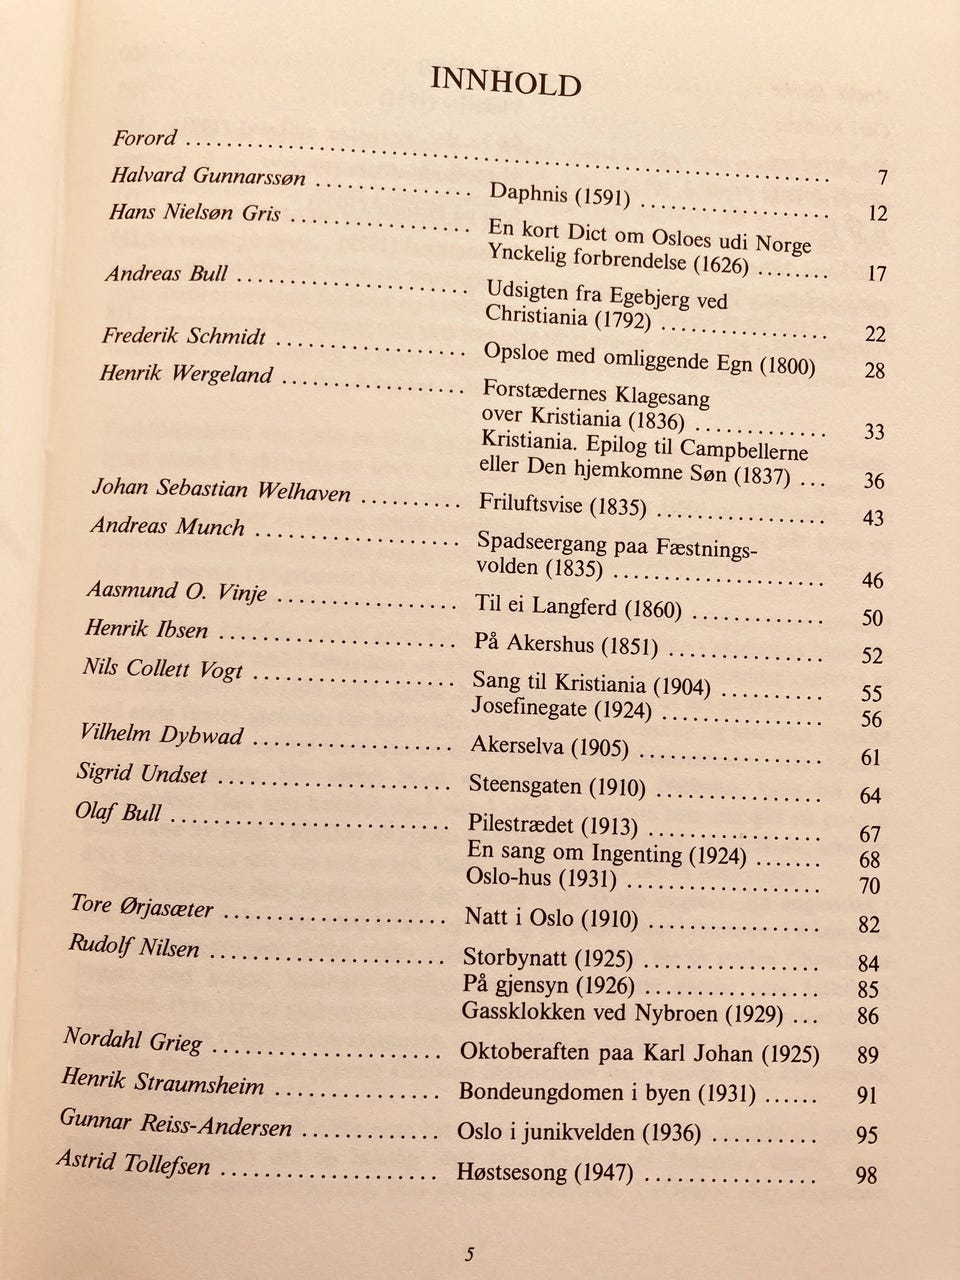 INNHOLD
Forord ........................................ 7
Halvard Gunnarssøn ............... Daphnis (1591) ................... 12
Hans Nielsøn Gris .................. En kort Dict om Osloes udi Norge
Ynckelig forbrendelse (1626) ........ 17
Andreas Bull ....................... Udsigten fra Egebjerg ved
Christiania (1792) ................. 22
Frederik Schmidt ................... Opsloe med omliggende Egn (1800) 28
Henrik Wergeland .................. Forstædernes Klagesang
over Kristiania (1836) ............. 33
Kristiania. Epilog til Campbellerne
eller Den hjemkomne Søn (1837) ... 36
Johan Sebastian Welhaven .......... Friluftsvise (1835) ................. 43
Andreas Munch .................... Spadseergang paa Fæstnings-
volden (1835) ..................... 46
Aasmund O. Vinje .................. Til ei Langferd (1860) ............. 50
Henrik Ibsen ....................... På Akershus (1851) ............... 52
Nils Collett Vogt .................... Sang til Kristiania (1904) .......... 55
Josefinegate (1924) ................ 56
Vilhelm Dybwad .................... Akerselva (1905) .................. 61
Sigrid Undset ....................... Steensgaten (1910) ................ 64
Olaf Bull ........................... Pilestrædet (1913) ................. 67
En sang om Ingenting (1924) ....... 68
Oslo-hus (1931) ................... 70
Tore Ørjasæter ...................... Natt i Oslo (1910) ................. 82
Rudolf Nilsen ....................... Storbynatt (1925) .................. 84
På gjensyn (1926) ................. 85
Gassklokken ved Nybroen (1929) ... 86
Nordahl Grieg ....................... Oktoberaften paa Karl Johan (1925) 89
Henrik Straumsheim ................ Bondeungdomen i byen (1931) ...... 91
Gunnar Reiss-Andersen .............. Oslo i junikvelden (1936) .......... 95
Astrid Tollefsen ...................... Høstsesong (1947) ................. 98
5